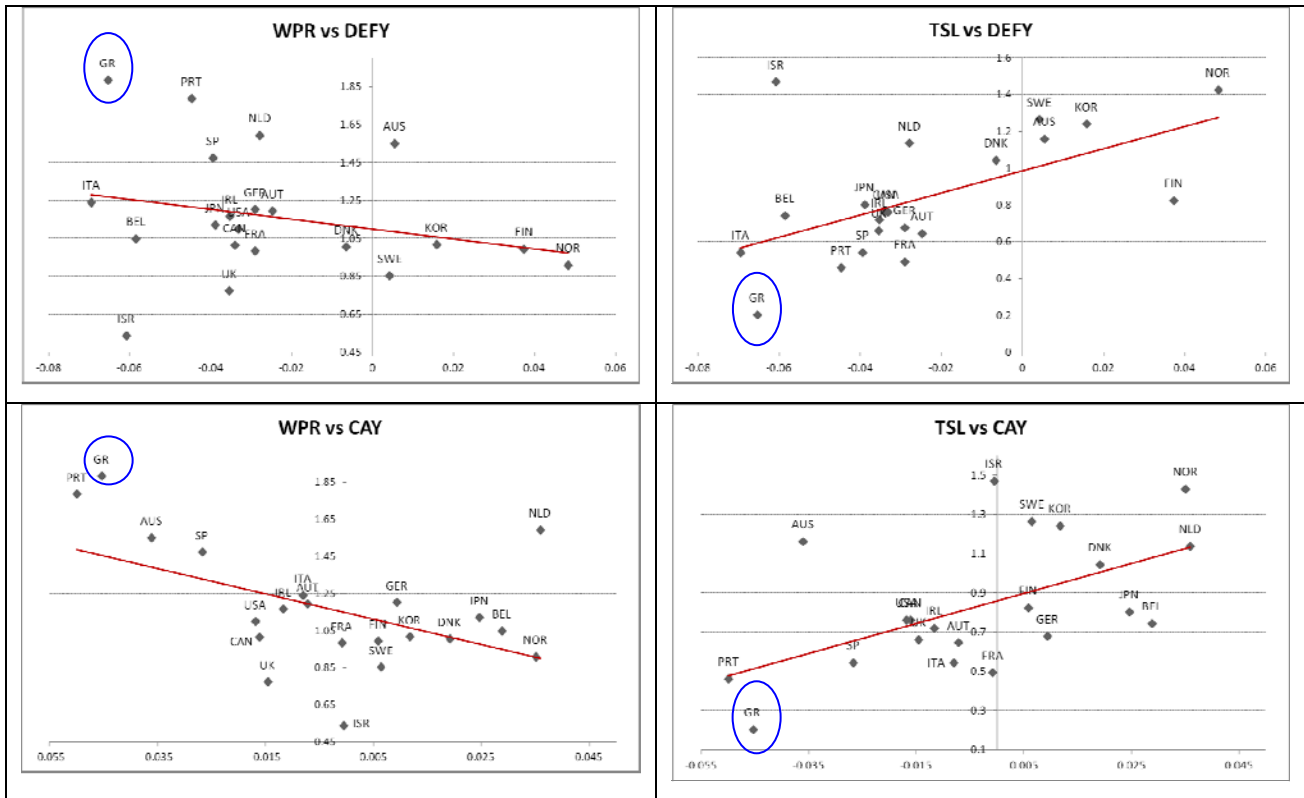 WPR vs DEFY
GR
PRT
1.85
NLD
1.65
AUS
SP
1.45
ITA
1.25
GER AUT
IRL
JPN
USA
BEL
1.05
CAN
FRA
DNK
KOR
FIN
NOR
SWE
0.85
UK
0.65
ISR
0.45
-0.08 -0.06 -0.04 -0.02 0 0.02 0.04 0.06
TSL vs DEFY
1.6
ISR
NOR
1.4
SWE
KOR
1.2
AUS
NLD
DNK
1
JPN
USA
FIN
BEL
0.8
IRL
UK
GER
AUT
0.6
ITA
PRT
SP
FRA
0.4
GR
0.2
0
-0.08 -0.06 -0.04 -0.02 0 0.02 0.04 0.06
WPR vs CAY
GR
PRT
1.85
NLD
1.65
AUS
SP
1.45
ITA
AUT
1.25
IRL
GER
USA
JPN
BEL
1.05
CAN
FRA
FIN
KOR
DNK
NOR
SWE
0.85
UK
0.65
ISR
0.45
0.055 0.015 0.005 0.025 0.045
TSL vs CAY
ISR
1.5
NOR
SWE
KOR
1.3
AUS
NLD
1.1
DNK
0.9
FIN
JPN
BEL
CAN
UK
IRL
GER
0.7
AUT
SP
ITA
FRA
PRT
0.5
GR
0.3
0.1
-0.055 -0.035 -0.015 0.005 0.025 0.045